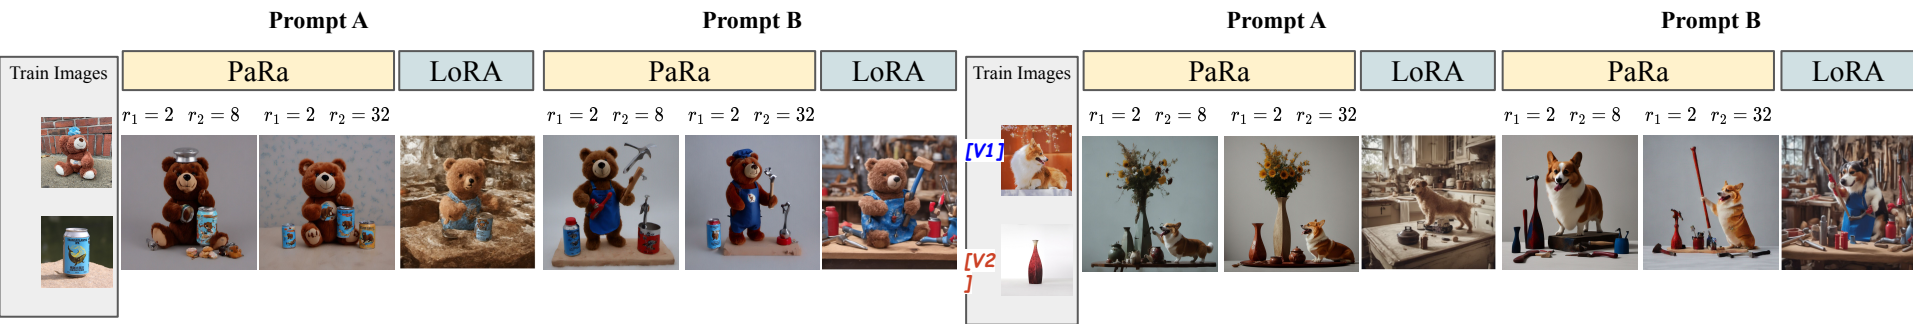 Prompt A
Prompt B
Prompt A
Prompt B
Train Images
PaRa
LoRA
PaRa
LoRA
Train Images
PaRa
LoRA
PaRa
LoRA
r₁ = 2 r₂ = 8
r₁ = 2 r₂ = 32
r₁ = 2 r₂ = 8
r₁ = 2 r₂ = 32
r₁ = 2 r₂ = 8
r₁ = 2 r₂ = 32
r₁ = 2 r₂ = 8
r₁ = 2 r₂ = 32
[V1]
[V2
]